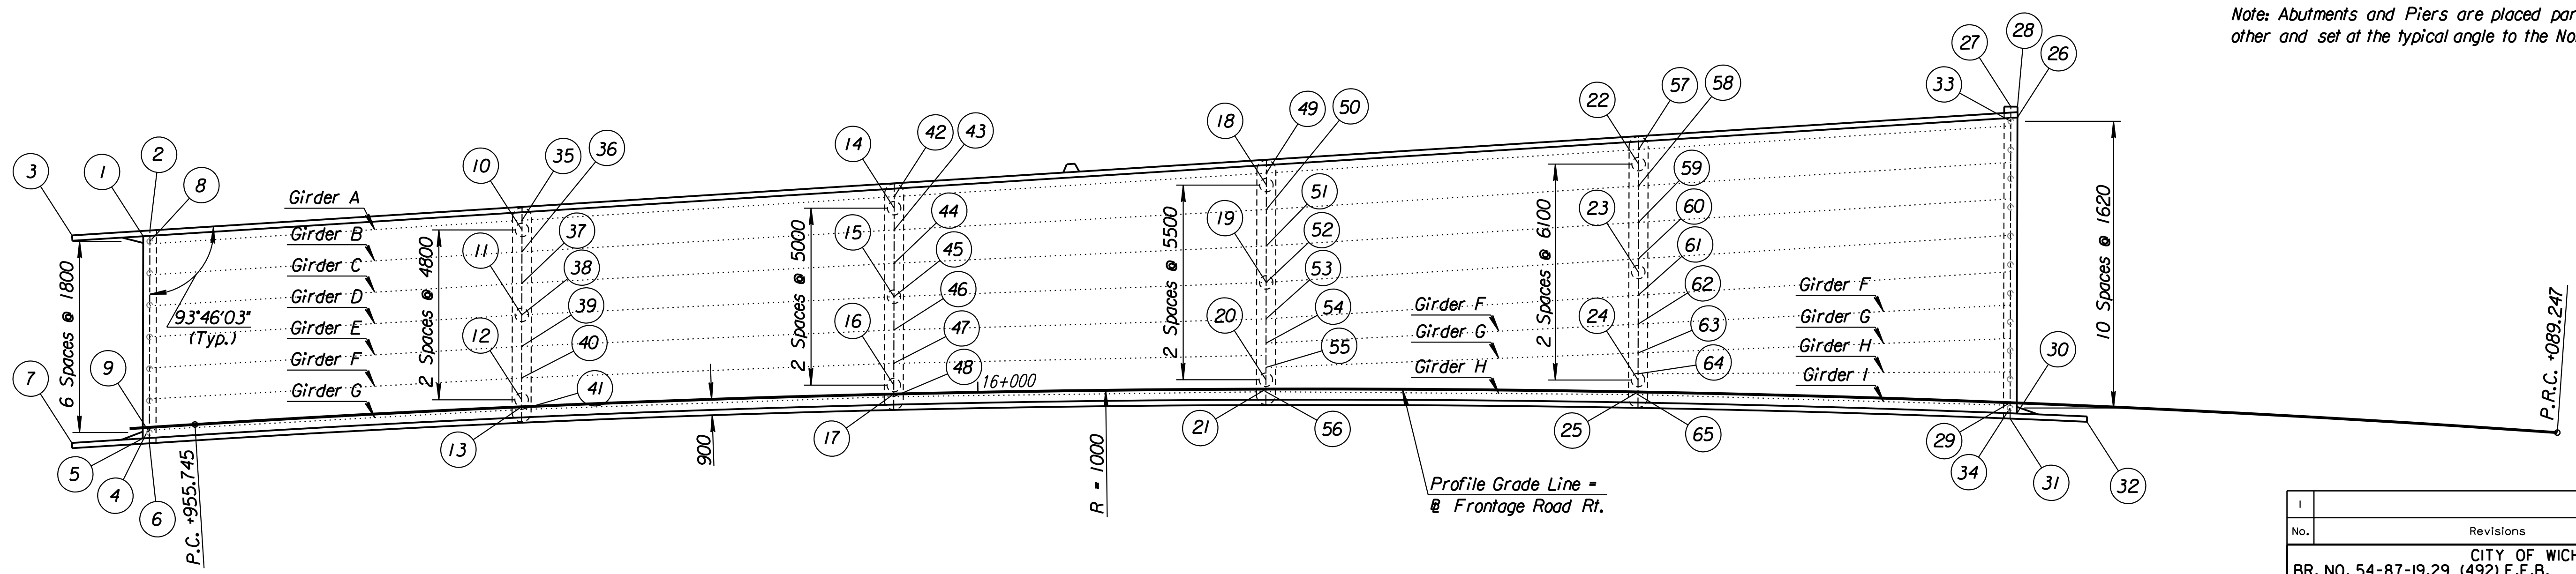 Note: Abutments and Piers are placed par
other and set at the typical angle to the No
27
28
26
33
57
58
22
49
50
18
42
43
14
35
36
10
2
1
8
3
59
60
23
61
62
63
24
64
51
19
52
53
54
20
55
44
15
45
46
16
47
48
37
11
38
39
12
40
41
Girder A
Girder B
Girder C
Girder D
Girder E
Girder F
Girder G
93°46'03"
(Typ.)
6 Spaces @ 1800
2 Spaces @ 4800
2 Spaces @ 5000
2 Spaces @ 5500
2 Spaces @ 6100
10 Spaces @ 1620
Girder F
Girder G
Girder H
Girder F
Girder G
Girder H
Girder I
16+000
7
9
5
4
6
13
17
21
56
25
65
30
29
34
31
32
P.C. +955.745
900
R = 1000
Profile Grade Line =
℄ Frontage Road Rt.
P.R.C. +089.247
1
No. Revisions
CITY OF WICH
BR. NO. 54-87-19.29 (492) F.F.B.